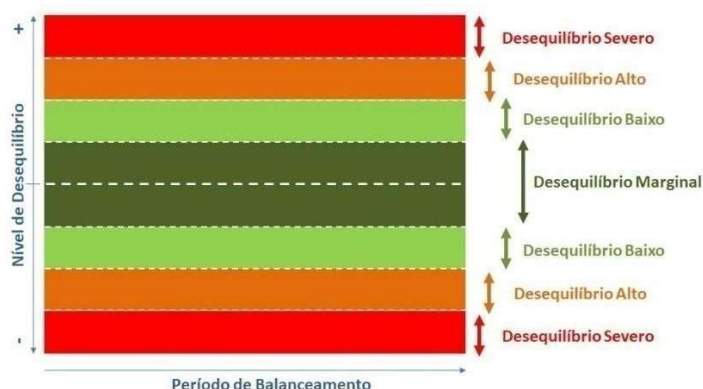 +
Nível de Desequilíbrio
-
Desequilíbrio Severo
Desequilíbrio Alto
Desequilíbrio Baixo
Desequilíbrio Marginal
Desequilíbrio Baixo
Desequilíbrio Alto
Desequilíbrio Severo
Período de Balanceamento